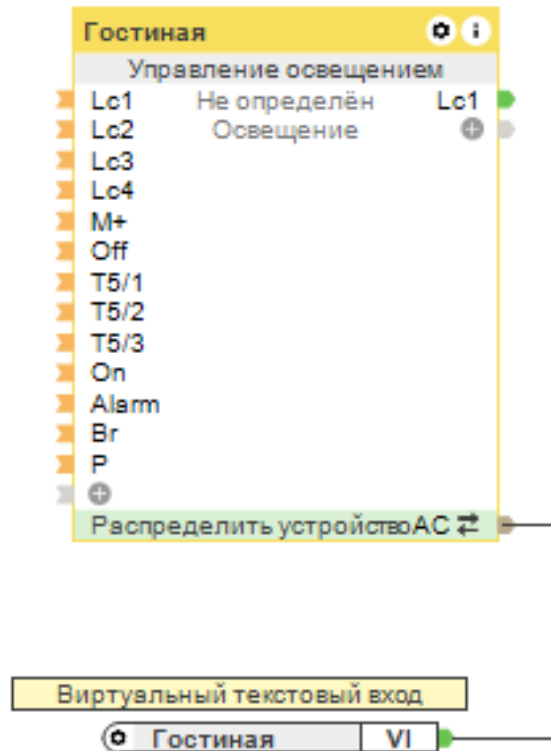 Гостиная
Управление освещением
Lc1 Не определён Lc1
Lc2 Освещение
Lc3
Lc4
M+
Off
T5/1
T5/2
T5/3
On
Alarm
Br
P
Распределить устройствоAC
Виртуальный текстовый вход
Гостиная VI